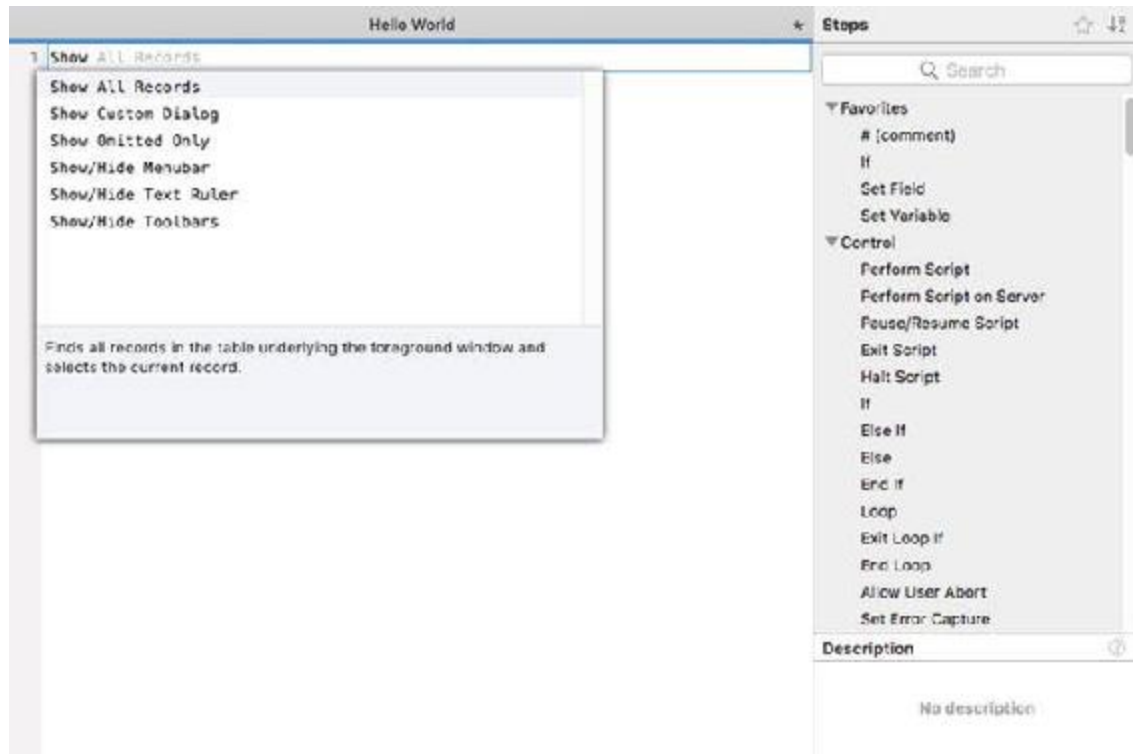 Hello World
*
1 Show All Records
Show All Records
Show Custom Dialog
Show Omitted Only
Show/Hide Menubar
Show/Hide Text Ruler
Show/Hide Toolbars
Finds all records in the table underlying the foreground window and
selects the current record.
Steps
Search
Favorites
# (comment)
If
Set Field
Set Variable
Control
Perform Script
Perform Script on Server
Pause/Resume Script
Exit Script
Halt Script
If
Else If
Else
End If
Loop
Exit Loop If
End Loop
Allow User Abort
Set Error Capture
Description
No description